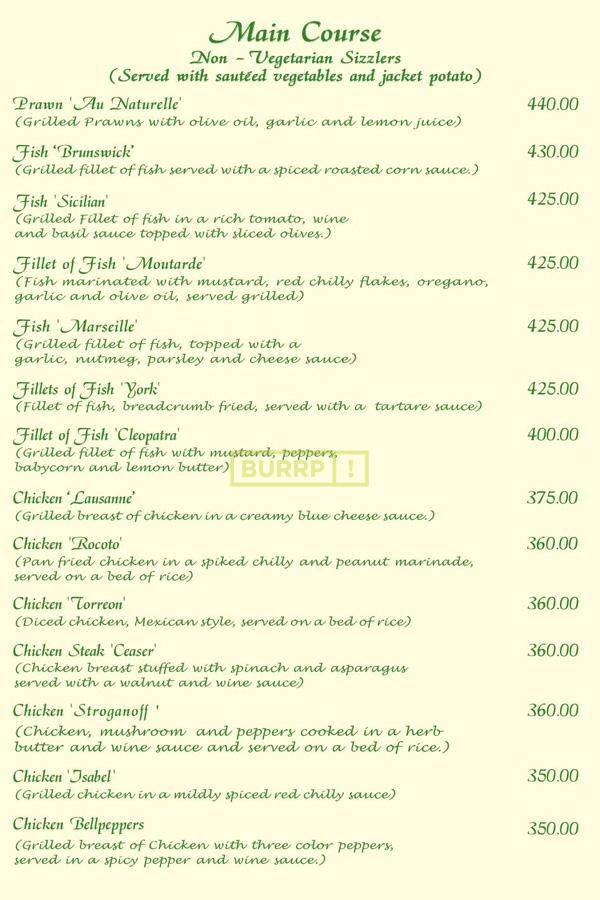 Main Course
Non - Vegetarian Sizzlers
(Served with sautéed vegetables and jacket potato)
Prawn 'Au Naturelle' 440.00
(Grilled Prawns with olive oil, garlic and lemon juice)
Fish 'Brunswick' 430.00
(Grilled fillet of fish served with a spiced roasted corn sauce.)
Fish 'Sicilian' 425.00
(Grilled Fillet of fish in a rich tomato, wine
and basil sauce topped with sliced olives.)
Fillet of Fish 'Moutarde' 425.00
(Fish marinated with mustard, red chilly flakes, oregano,
garlic and olive oil, served grilled)
Fish 'Marseille' 425.00
(Grilled fillet of fish, topped with a
garlic, nutmeg, parsley and cheese sauce)
Fillets of Fish 'York' 425.00
(Fillet of fish, breadcrumb fried, served with a tartare sauce)
Fillet of Fish 'Cleopatra' 400.00
(Grilled fillet of fish with mustard, peppers,
babycorn and lemon butter)
BURRP !
Chicken 'Lausanne' 375.00
(Grilled breast of chicken in a creamy blue cheese sauce.)
Chicken 'Rocoto' 360.00
(Pan fried chicken in a spiked chilly and peanut marinade,
served on a bed of rice)
Chicken 'Torreon' 360.00
(Diced chicken, Mexican style, served on a bed of rice)
Chicken Steak 'Ceaser' 360.00
(Chicken breast stuffed with spinach and asparagus
served with a walnut and wine sauce)
Chicken 'Stroganoff ' 360.00
(Chicken, mushroom and peppers cooked in a herb
butter and wine sauce and served on a bed of rice.)
Chicken 'Isabel' 350.00
(Grilled chicken in a mildly spiced red chilly sauce)
Chicken Bellpeppers 350.00
(Grilled breast of Chicken with three color peppers,
served in a spicy pepper and wine sauce.)